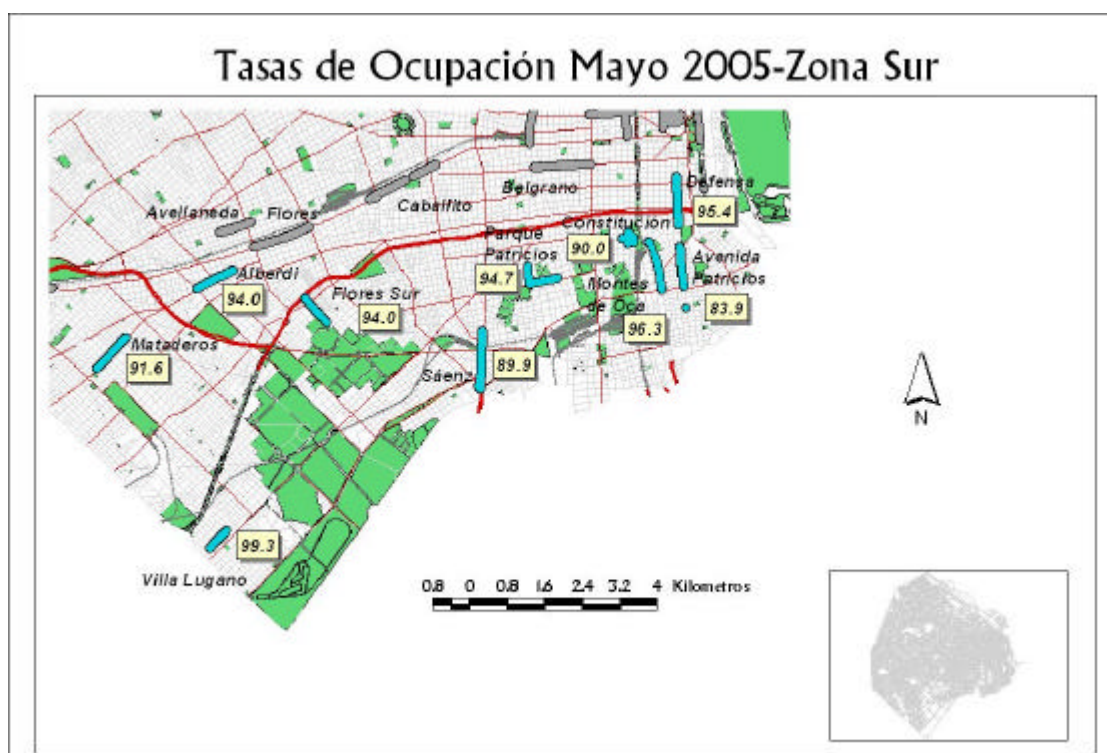 Tasas de Ocupación Mayo 2005-Zona Sur
Defensa
95.4
Belgrano
Caballito
Avellaneda
Flores
Constitucion
90.0
Parque
Patricios
94.7
Avenida
Patricios
83.9
Montes
de Oca
96.3
Alberdi
94.0
Flores Sur
94.0
Mataderos
91.6
Sáenz
89.9
N
99.3
Villa Lugano
0.8 0 0.8 1.6 2.4 3.2 4 Kilometros